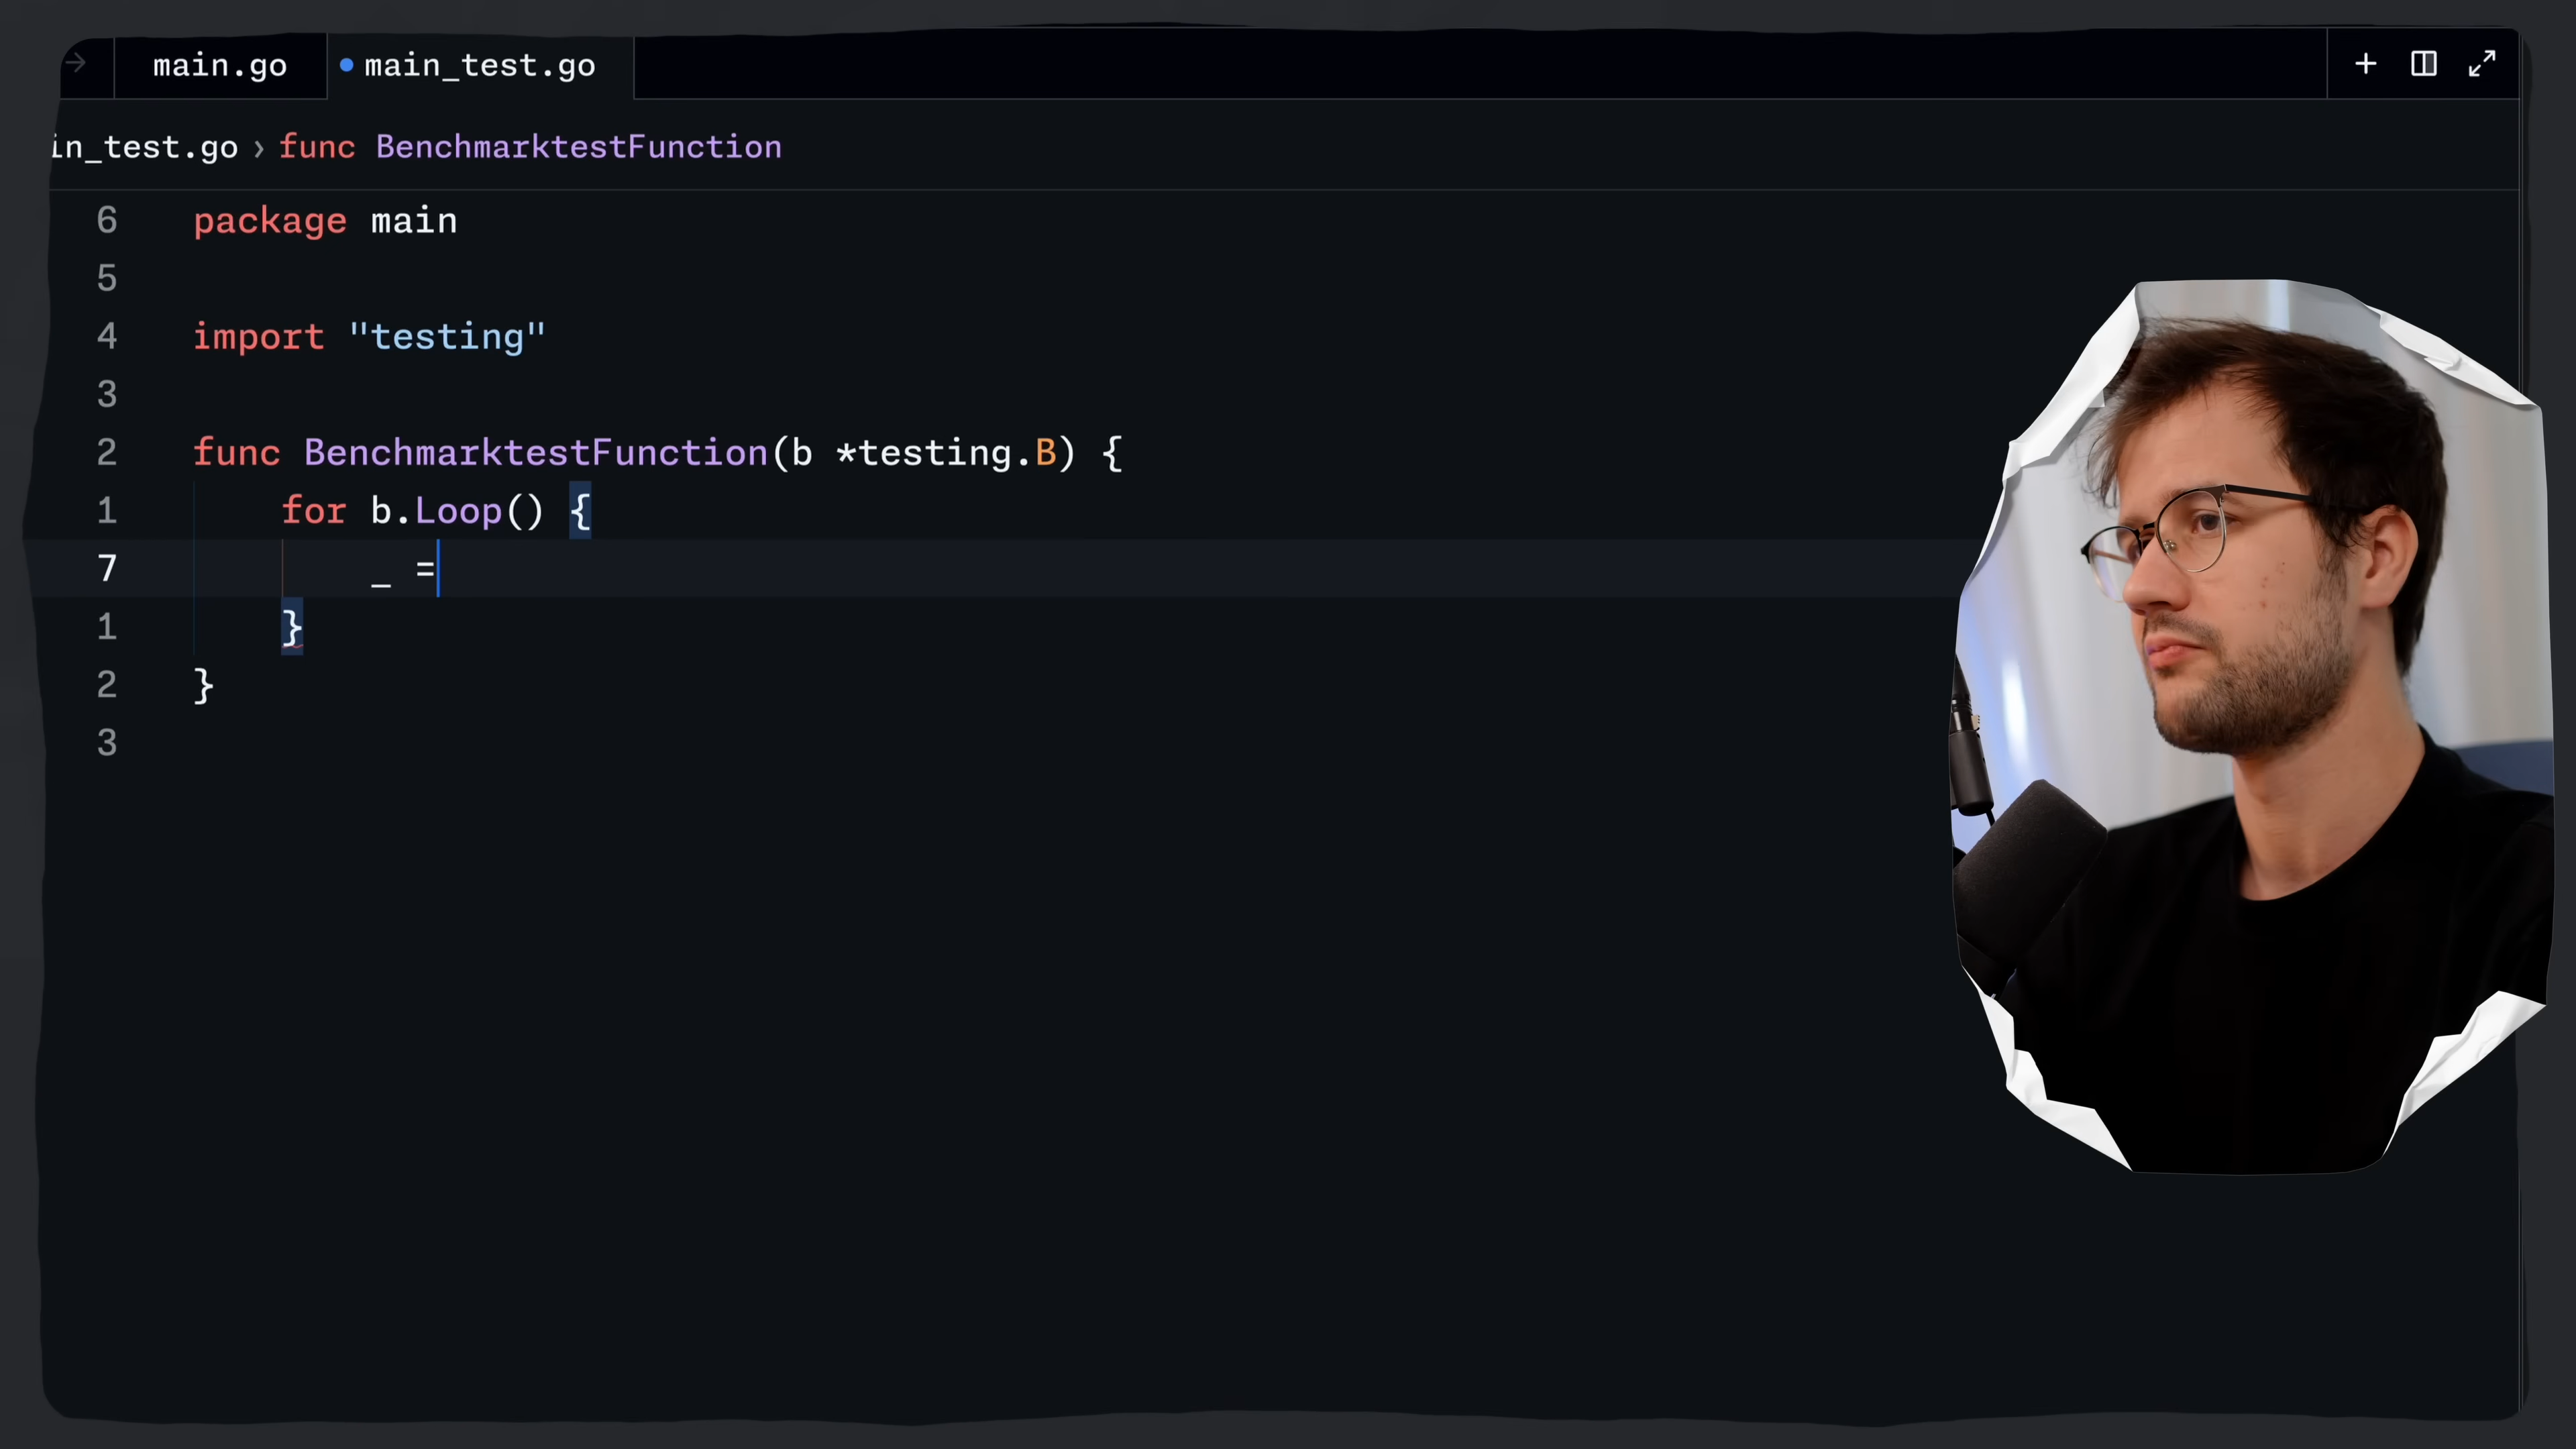 main.go main_test.go
in_test.go › func BenchmarktestFunction
6 package main
5
4 import "testing"
3
2 func BenchmarktestFunction(b *testing.B) {
1 for b.Loop() {
7 _ =
1 }
2 }
3